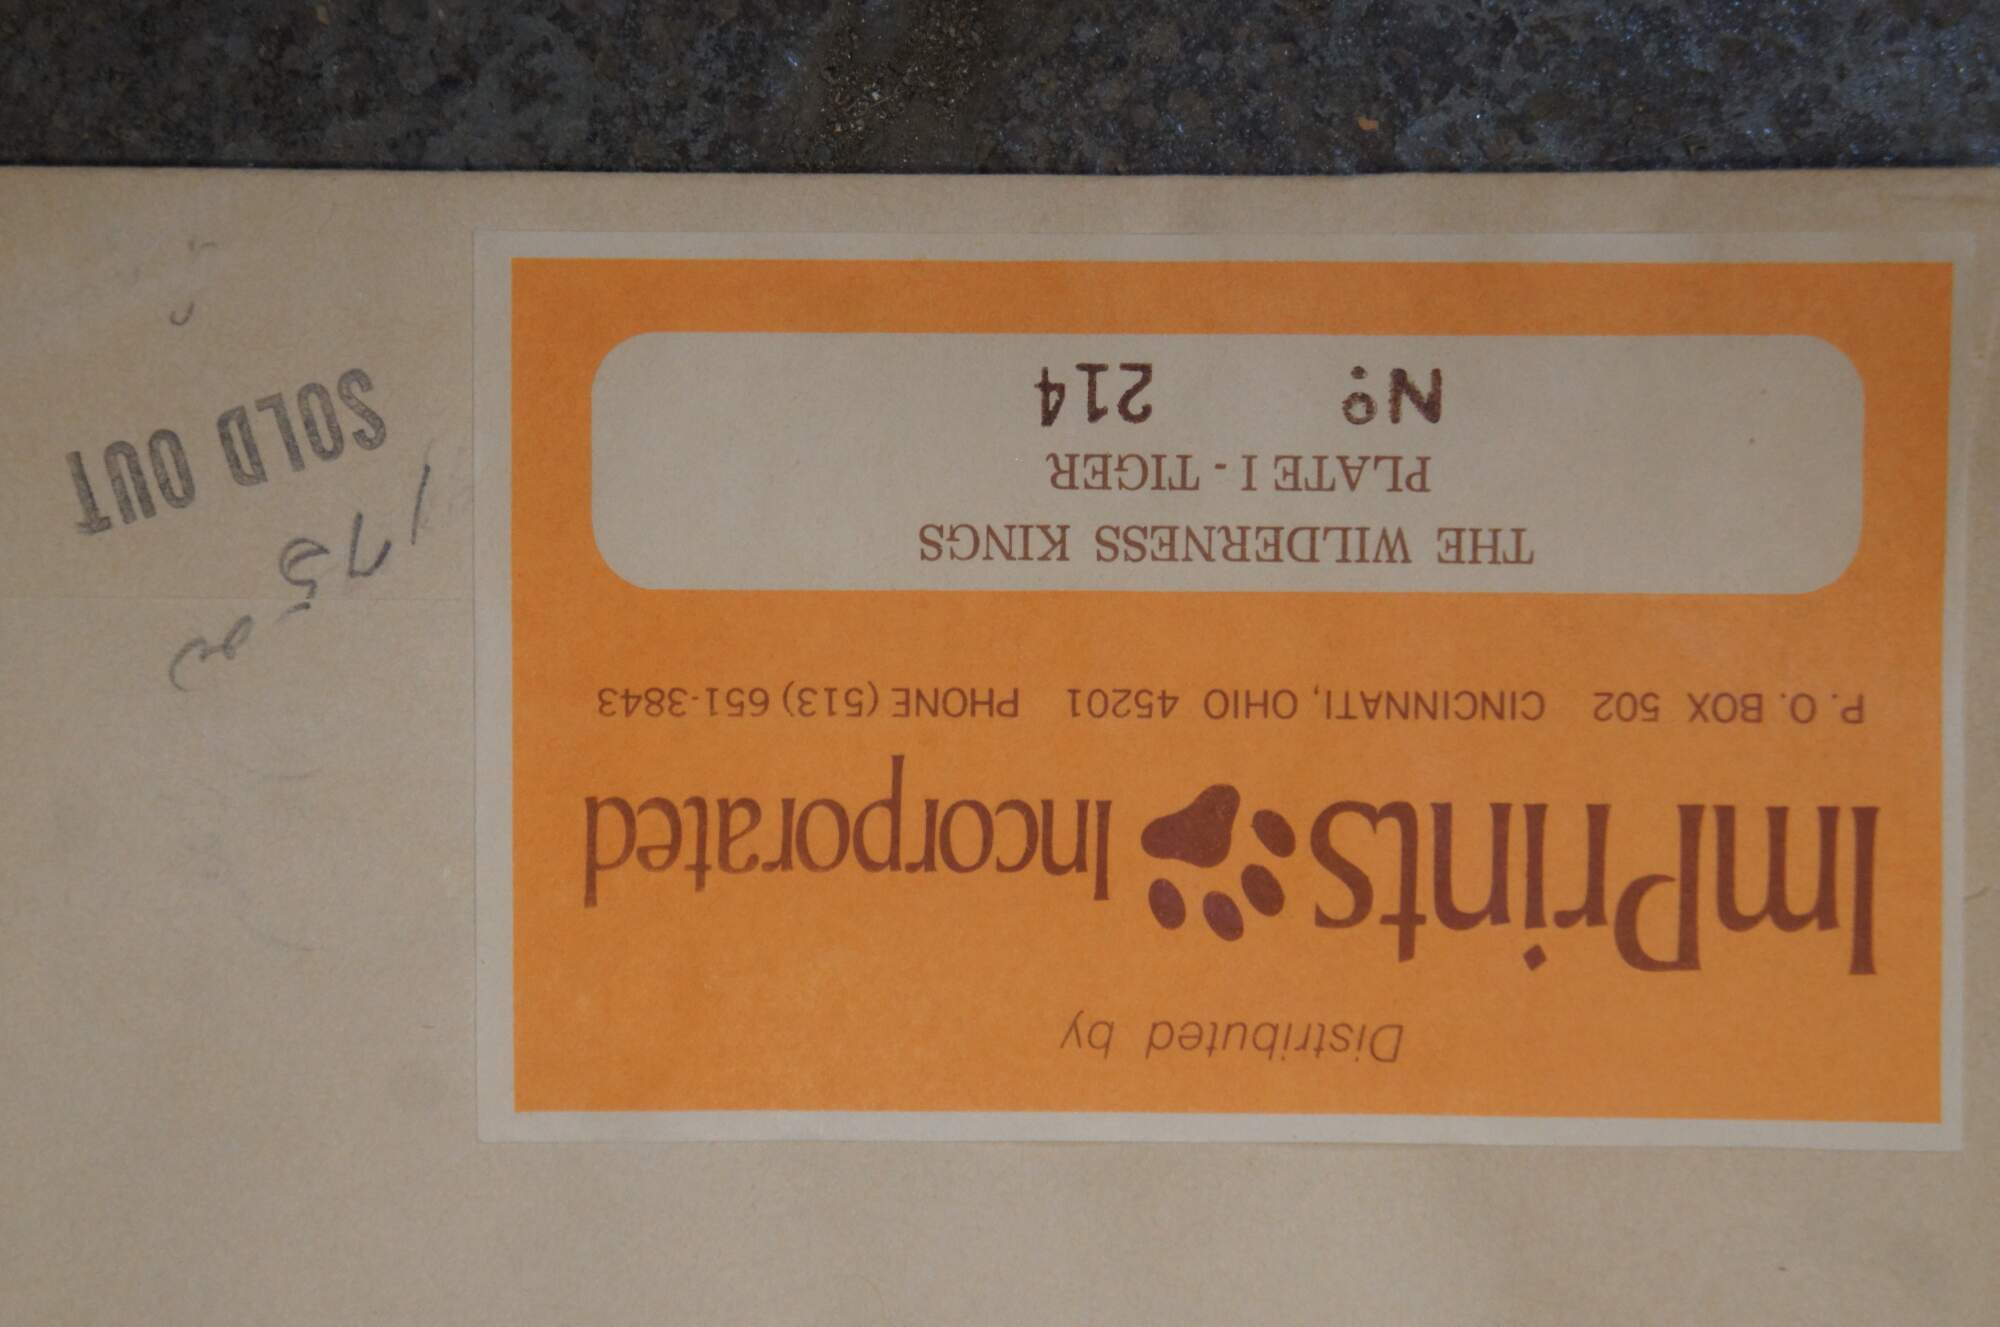 Distributed by
ImPrints Incorporated
P. O. BOX 502 CINCINNATI, OHIO 45201 PHONE (513) 651-3843
THE WILDERNESS KINGS
PLATE I - TIGER
Nº 214
175.00
SOLD OUT